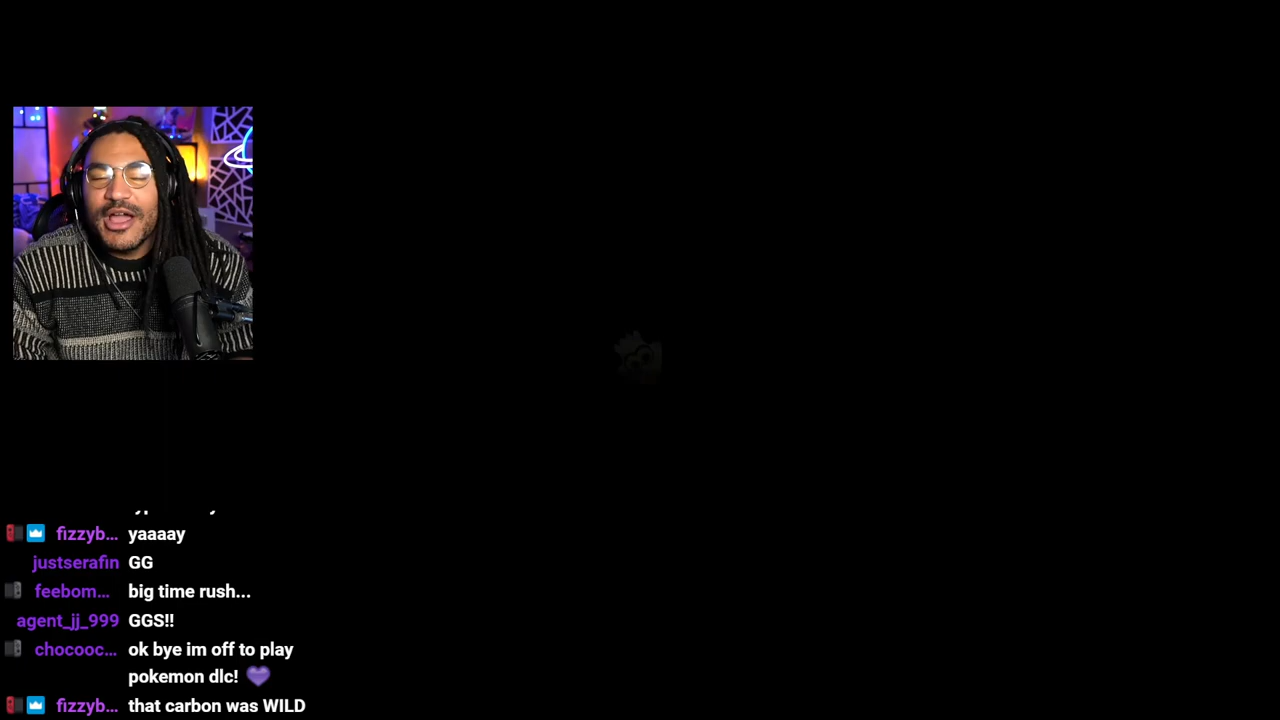 fizzyb... yaaaay
justserafin GG
feebom... big time rush...
agent_jj_999 GGS!!
chocooc... ok bye im off to play
pokemon dlc!
fizzyb... that carbon was WILD